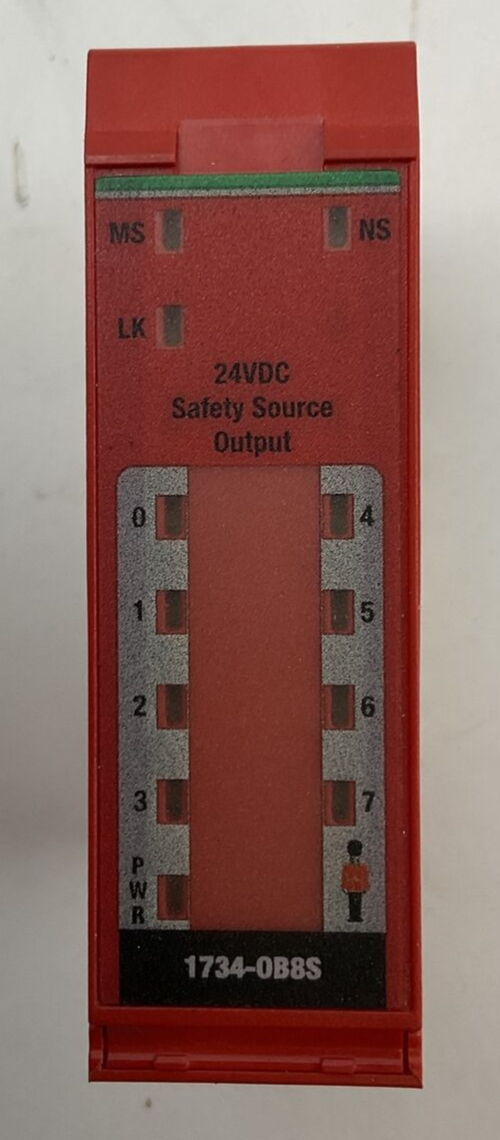 MS NS
LK
24VDC
Safety Source
Output
0 4
1 5
2 6
3 7
PWR
1734-OB8S